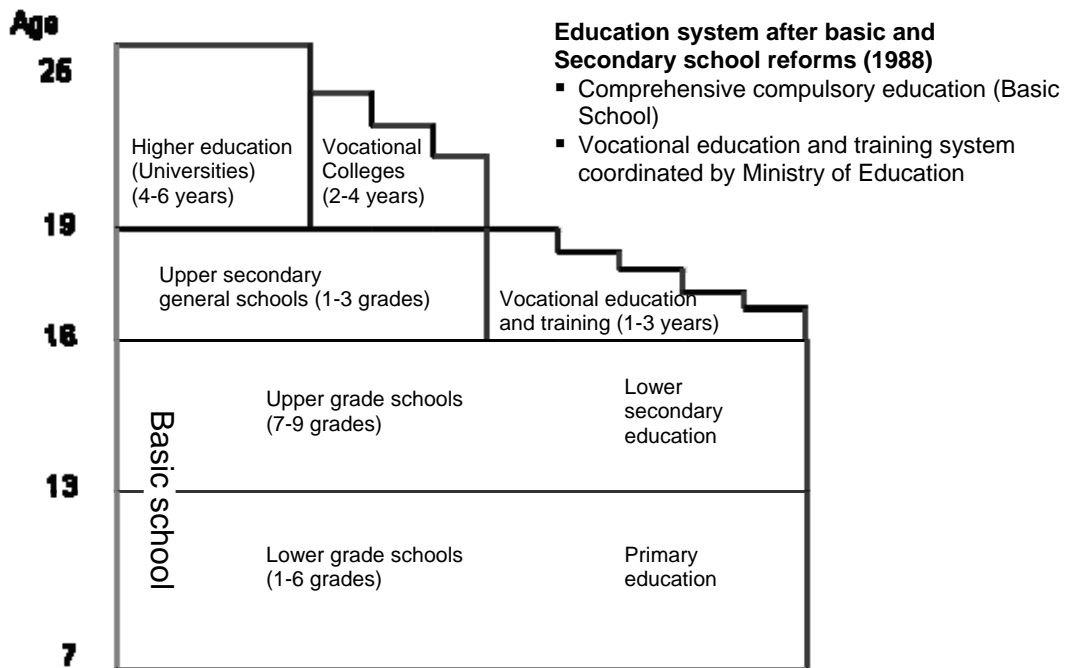 Age
25
Education system after basic and
Secondary school reforms (1988)
▪ Comprehensive compulsory education (Basic
School)
▪ Vocational education and training system
coordinated by Ministry of Education
Higher education
(Universities)
(4-6 years)
Vocational
Colleges
(2-4 years)
19
Upper secondary
general schools (1-3 grades)
Vocational education
and training (1-3 years)
16
Basic school
Upper grade schools
(7-9 grades)
Lower
secondary
education
13
Lower grade schools
(1-6 grades)
Primary
education
7